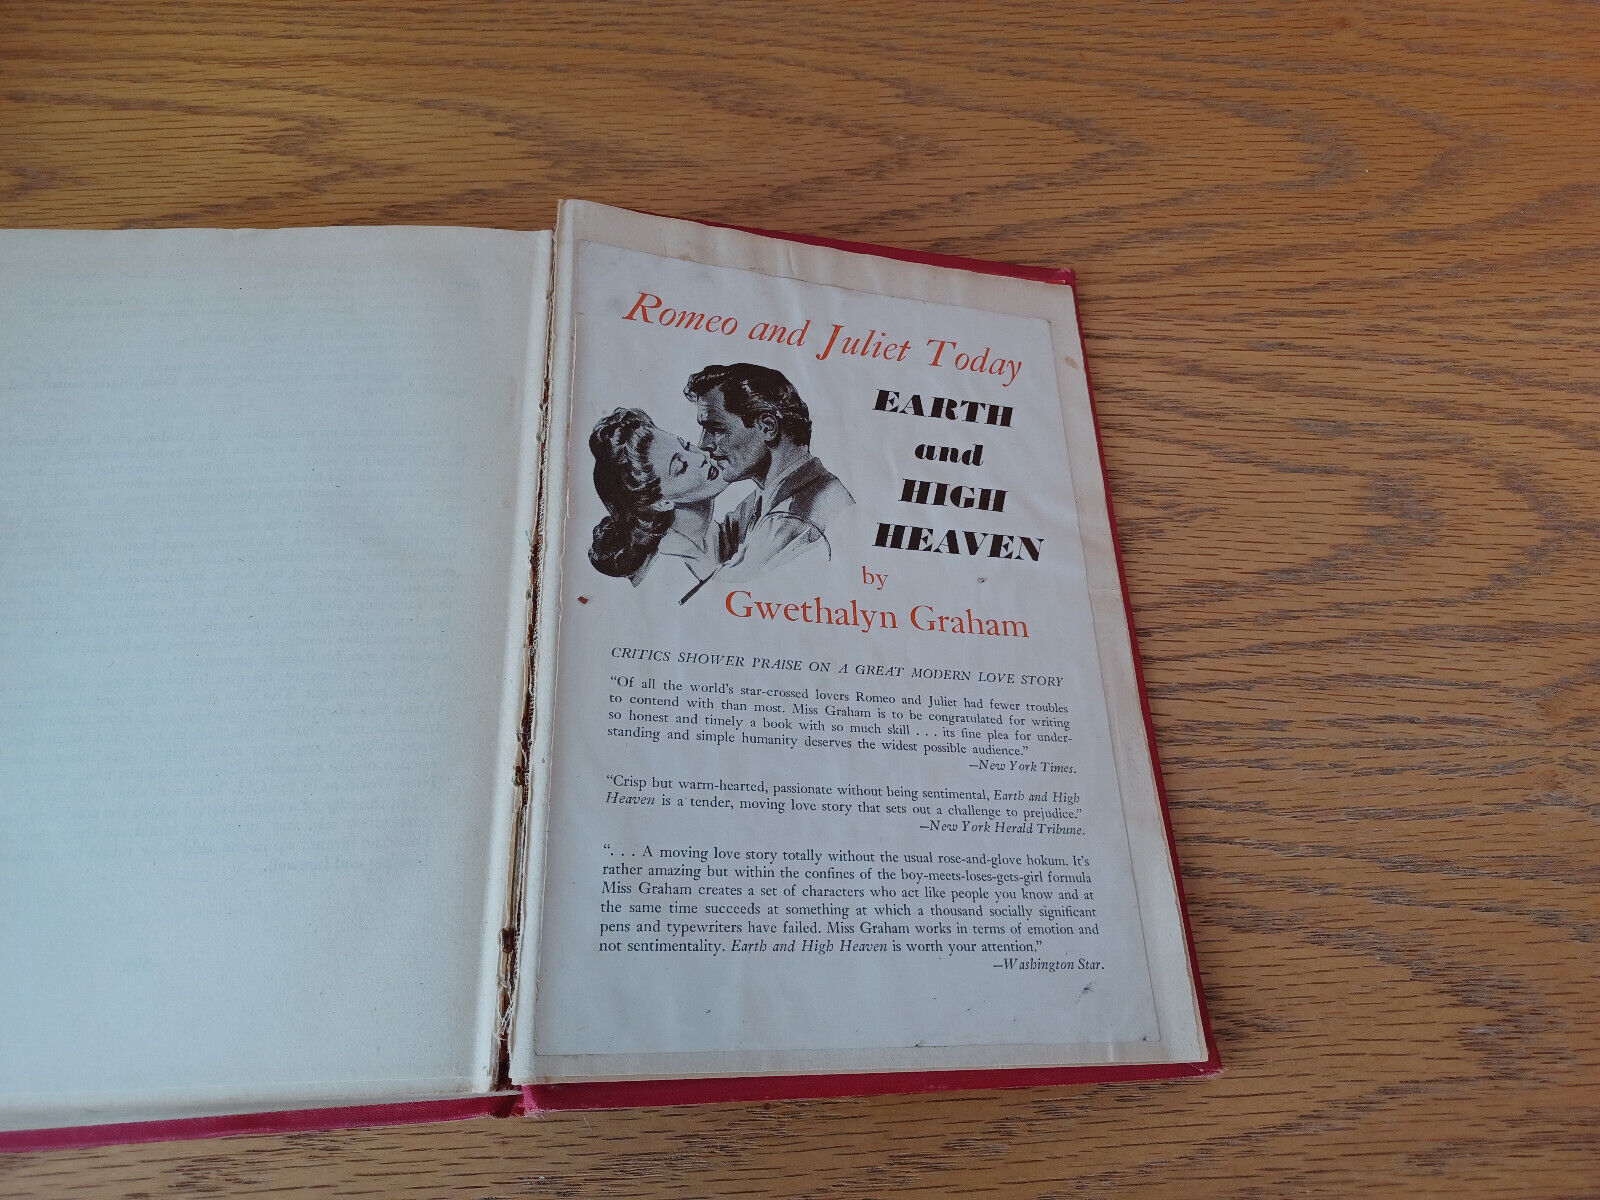 Romeo and Juliet Today
EARTH
and
HIGH
HEAVEN
by
Gwethalyn Graham
CRITICS SHOWER PRAISE ON A GREAT MODERN LOVE STORY
“Of all the world's star-crossed lovers Romeo and Juliet had fewer troubles
to contend with than most. Miss Graham is to be congratulated for writing
so honest and timely a book with so much skill . . . its fine plea for under-
standing and simple humanity deserves the widest possible audience.”
—New York Times.
“Crisp but warm-hearted, passionate without being sentimental, Earth and High
Heaven is a tender, moving love story that sets out a challenge to prejudice.”
—New York Herald Tribune.
“. . . A moving love story totally without the usual rose-and-glove hokum. It's
rather amazing but within the confines of the boy-meets-loses-gets-girl formula
Miss Graham creates a set of characters who act like people you know and at
the same time succeeds at something at which a thousand socially significant
pens and typewriters have failed. Miss Graham works in terms of emotion and
not sentimentality. Earth and High Heaven is worth your attention.”
—Washington Star.